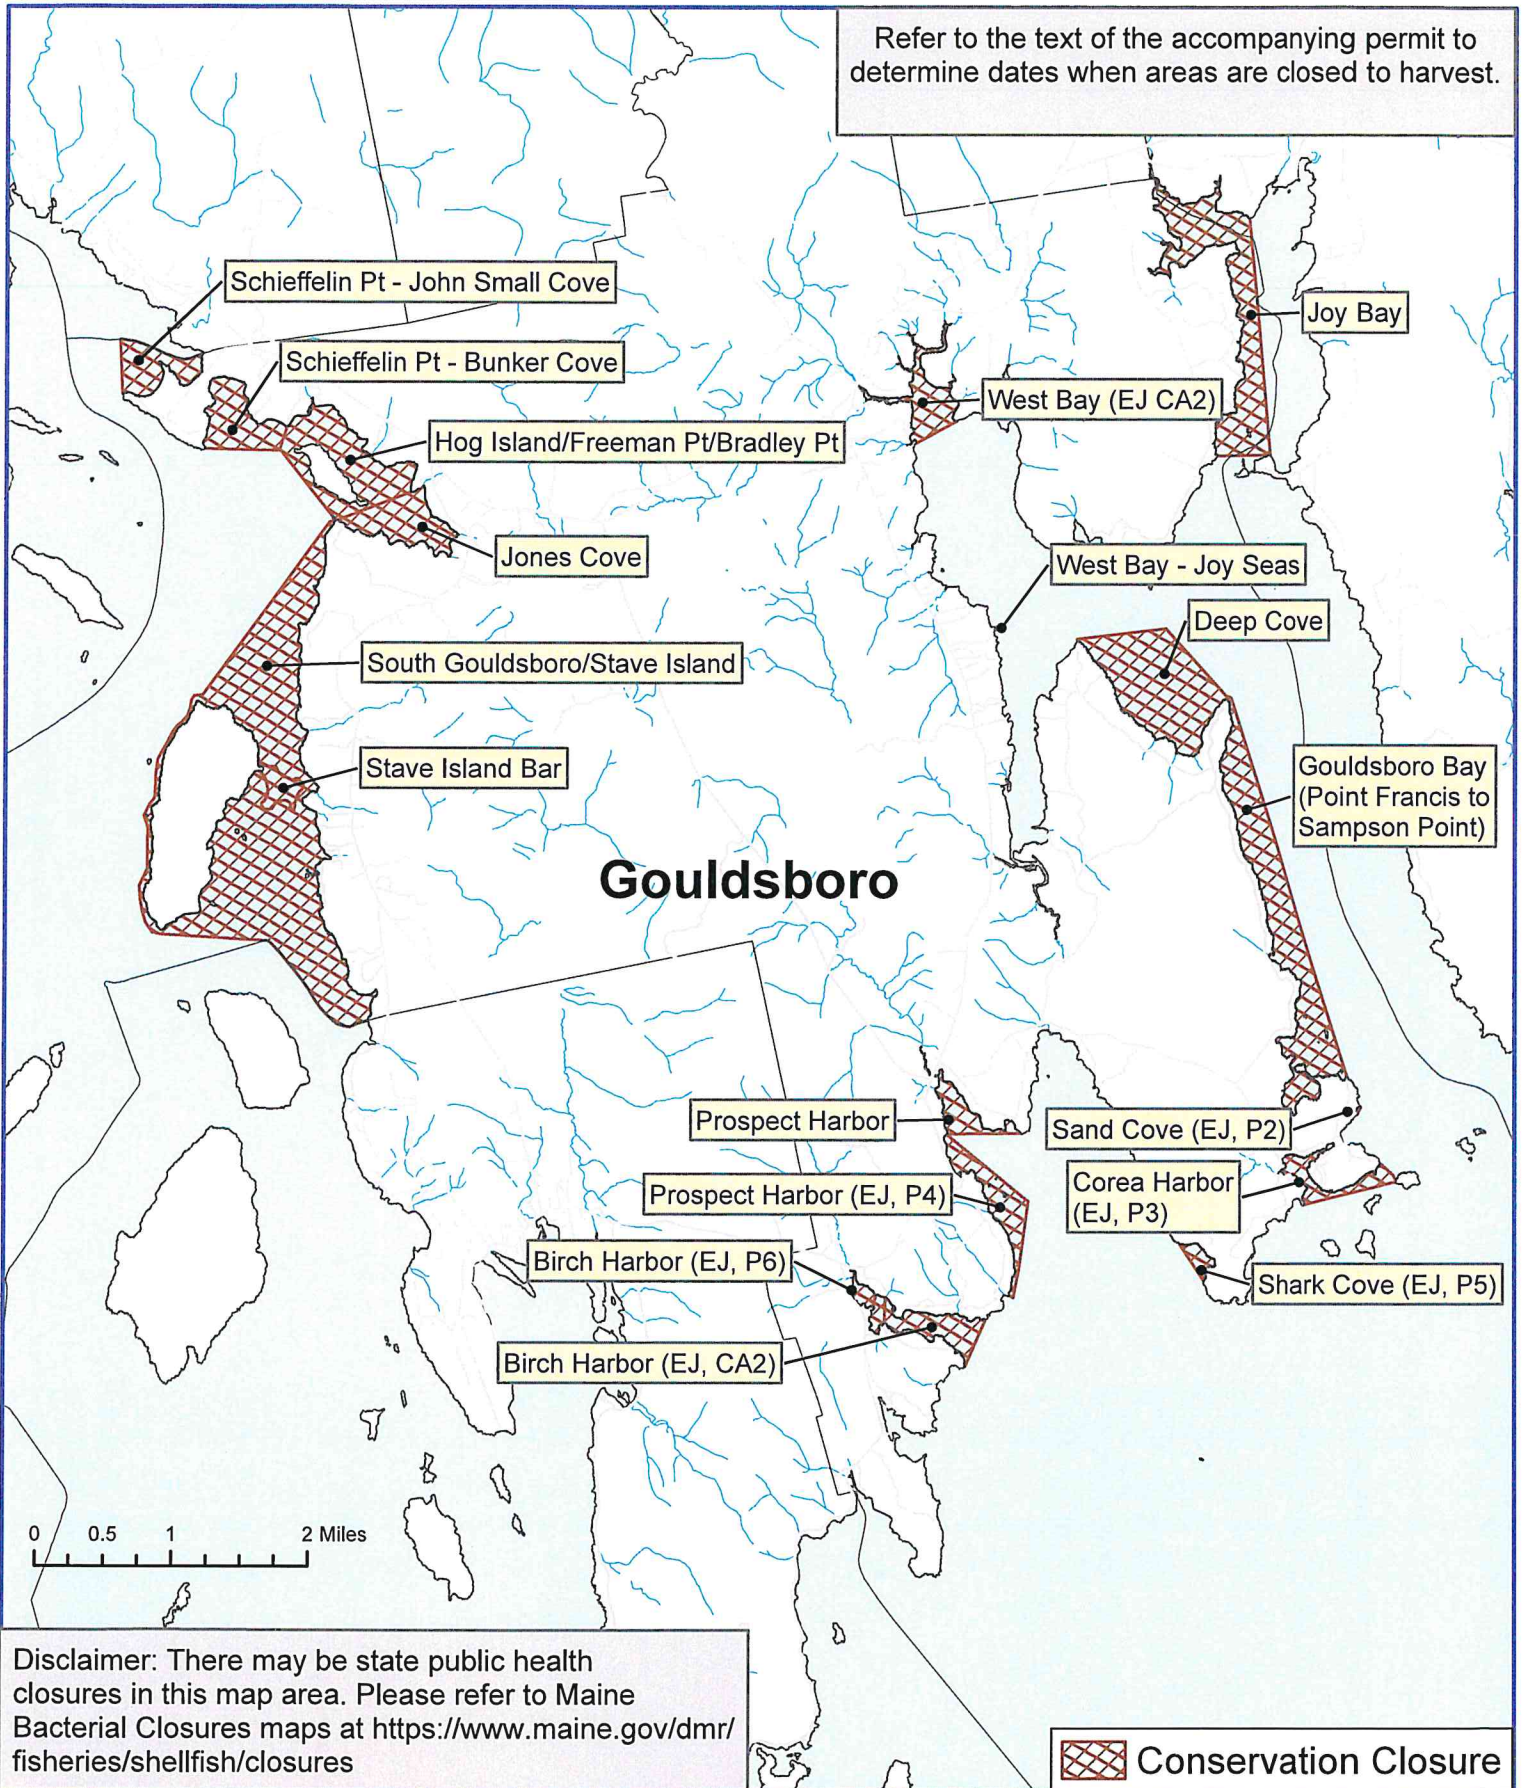 Refer to the text of the accompanying permit to
determine dates when areas are closed to harvest.
Schieffelin Pt - John Small Cove
Joy Bay
Schieffelin Pt - Bunker Cove
West Bay (EJ CA2)
Hog Island/Freeman Pt/Bradley Pt
Jones Cove
West Bay - Joy Seas
Deep Cove
South Gouldsboro/Stave Island
Stave Island Bar
Gouldsboro Bay
(Point Francis to
Sampson Point)
Gouldsboro
Prospect Harbor
Sand Cove (EJ, P2)
Prospect Harbor (EJ, P4)
Corea Harbor
(EJ, P3)
Birch Harbor (EJ, P6)
Shark Cove (EJ, P5)
Birch Harbor (EJ, CA2)
0 0.5 1 2 Miles
Disclaimer: There may be state public health
closures in this map area. Please refer to Maine
Bacterial Closures maps at https://www.maine.gov/dmr/
fisheries/shellfish/closures
Conservation Closure